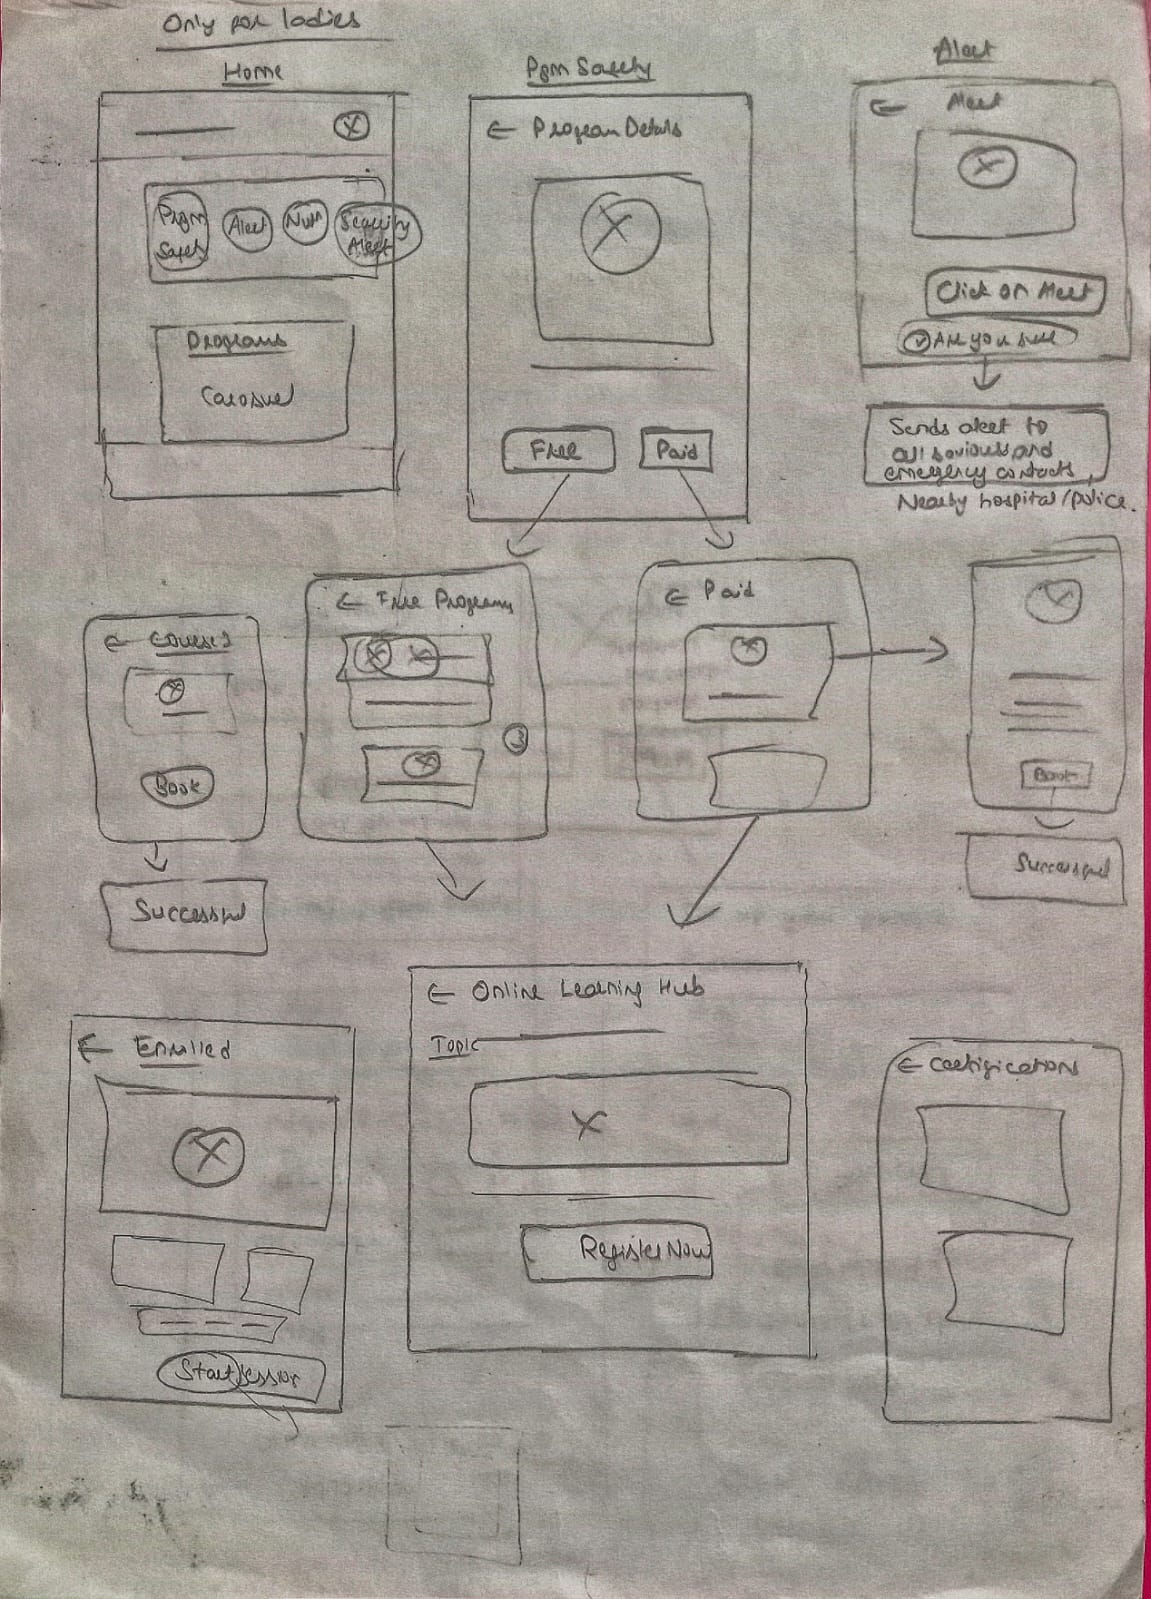 Only for ladies
Home
Pgm Safety
Alert
Program Details
Alert
Prgm
Safety
Alert
Num
Security
Alert
Click on Alert
Are you sure
Programs
Carosuel
Sends alert to
all saviours and
emergency contacts,
Nearby hospital/police.
Free
Paid
Courses
Free Programs
Paid
Book
Book
Successful
Successful
Online Learning Hub
Topic
Enrolled
Certifications
Register Now
Start Session